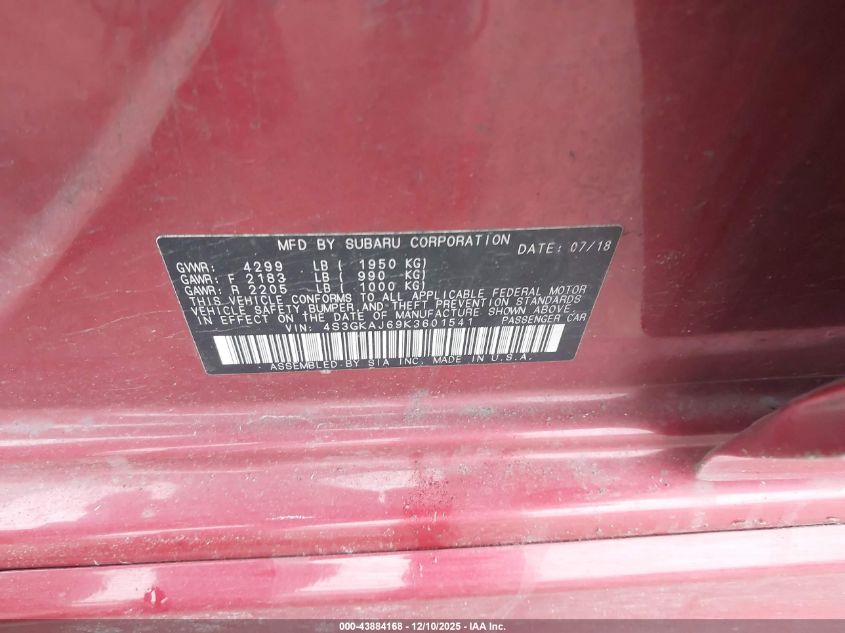 MFD BY SUBARU CORPORATION DATE: 07/18
GVWR: 4299 LB ( 1950 KG)
GAWR: F 2183 LB ( 990 KG)
GAWR: R 2205 LB ( 1000 KG)
THIS VEHICLE CONFORMS TO ALL APPLICABLE FEDERAL MOTOR
VEHICLE SAFETY, BUMPER AND THEFT PREVENTION STANDARDS
IN EFFECT ON THE DATE OF MANUFACTURE SHOWN ABOVE.
VIN: 4S3GKAJ69K3601541 PASSENGER CAR
ASSEMBLED BY SIA INC. MADE IN U.S.A.
000-43884168 - 12/10/2025 - IAA Inc.